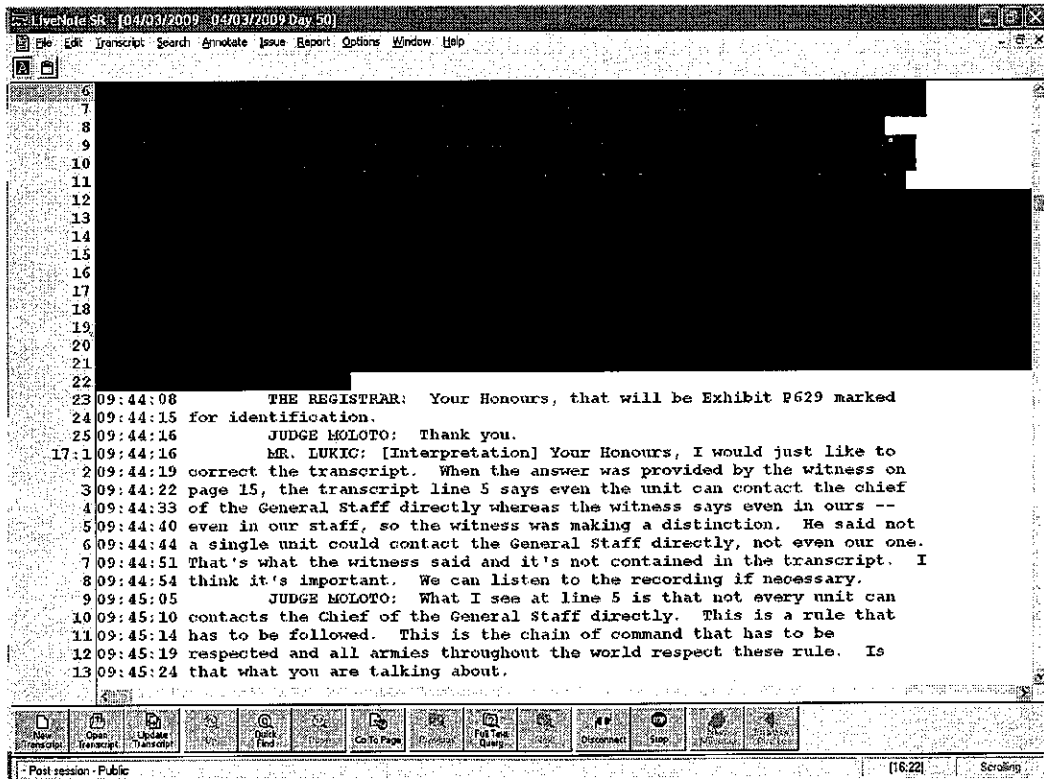 LiveNote SR - [04/03/2009 04/03/2009 Day 50]
File Edit Transcript Search Annotate Issue Report Options Window Help
6
7
8
9
10
11
12
13
14
15
16
17
18
19
20
21
22
23 09:44:08 THE REGISTRAR: Your Honours, that will be Exhibit P629 marked
24 09:44:15 for identification.
25 09:44:16 JUDGE MOLOTO: Thank you.
17:1 09:44:16 MR. LUKIC: [Interpretation] Your Honours, I would just like to
2 09:44:19 correct the transcript. When the answer was provided by the witness on
3 09:44:22 page 15, the transcript line 5 says even the unit can contact the chief
4 09:44:33 of the General Staff directly whereas the witness says even in ours --
5 09:44:40 even in our staff, so the witness was making a distinction. He said not
6 09:44:44 a single unit could contact the General Staff directly, not even our one.
7 09:44:51 That's what the witness said and it's not contained in the transcript. I
8 09:44:54 think it's important. We can listen to the recording if necessary.
9 09:45:05 JUDGE MOLOTO: What I see at line 5 is that not every unit can
10 09:45:10 contacts the Chief of the General Staff directly. This is a rule that
11 09:45:14 has to be followed. This is the chain of command that has to be
12 09:45:19 respected and all armies throughout the world respect these rule. Is
13 09:45:24 that what you are talking about.
New Transcript Open Transcript Update Transcript Quick Find Go To Page Previous Full Text Query Disconnect Stop
Post session - Public [16:22] Scrolling